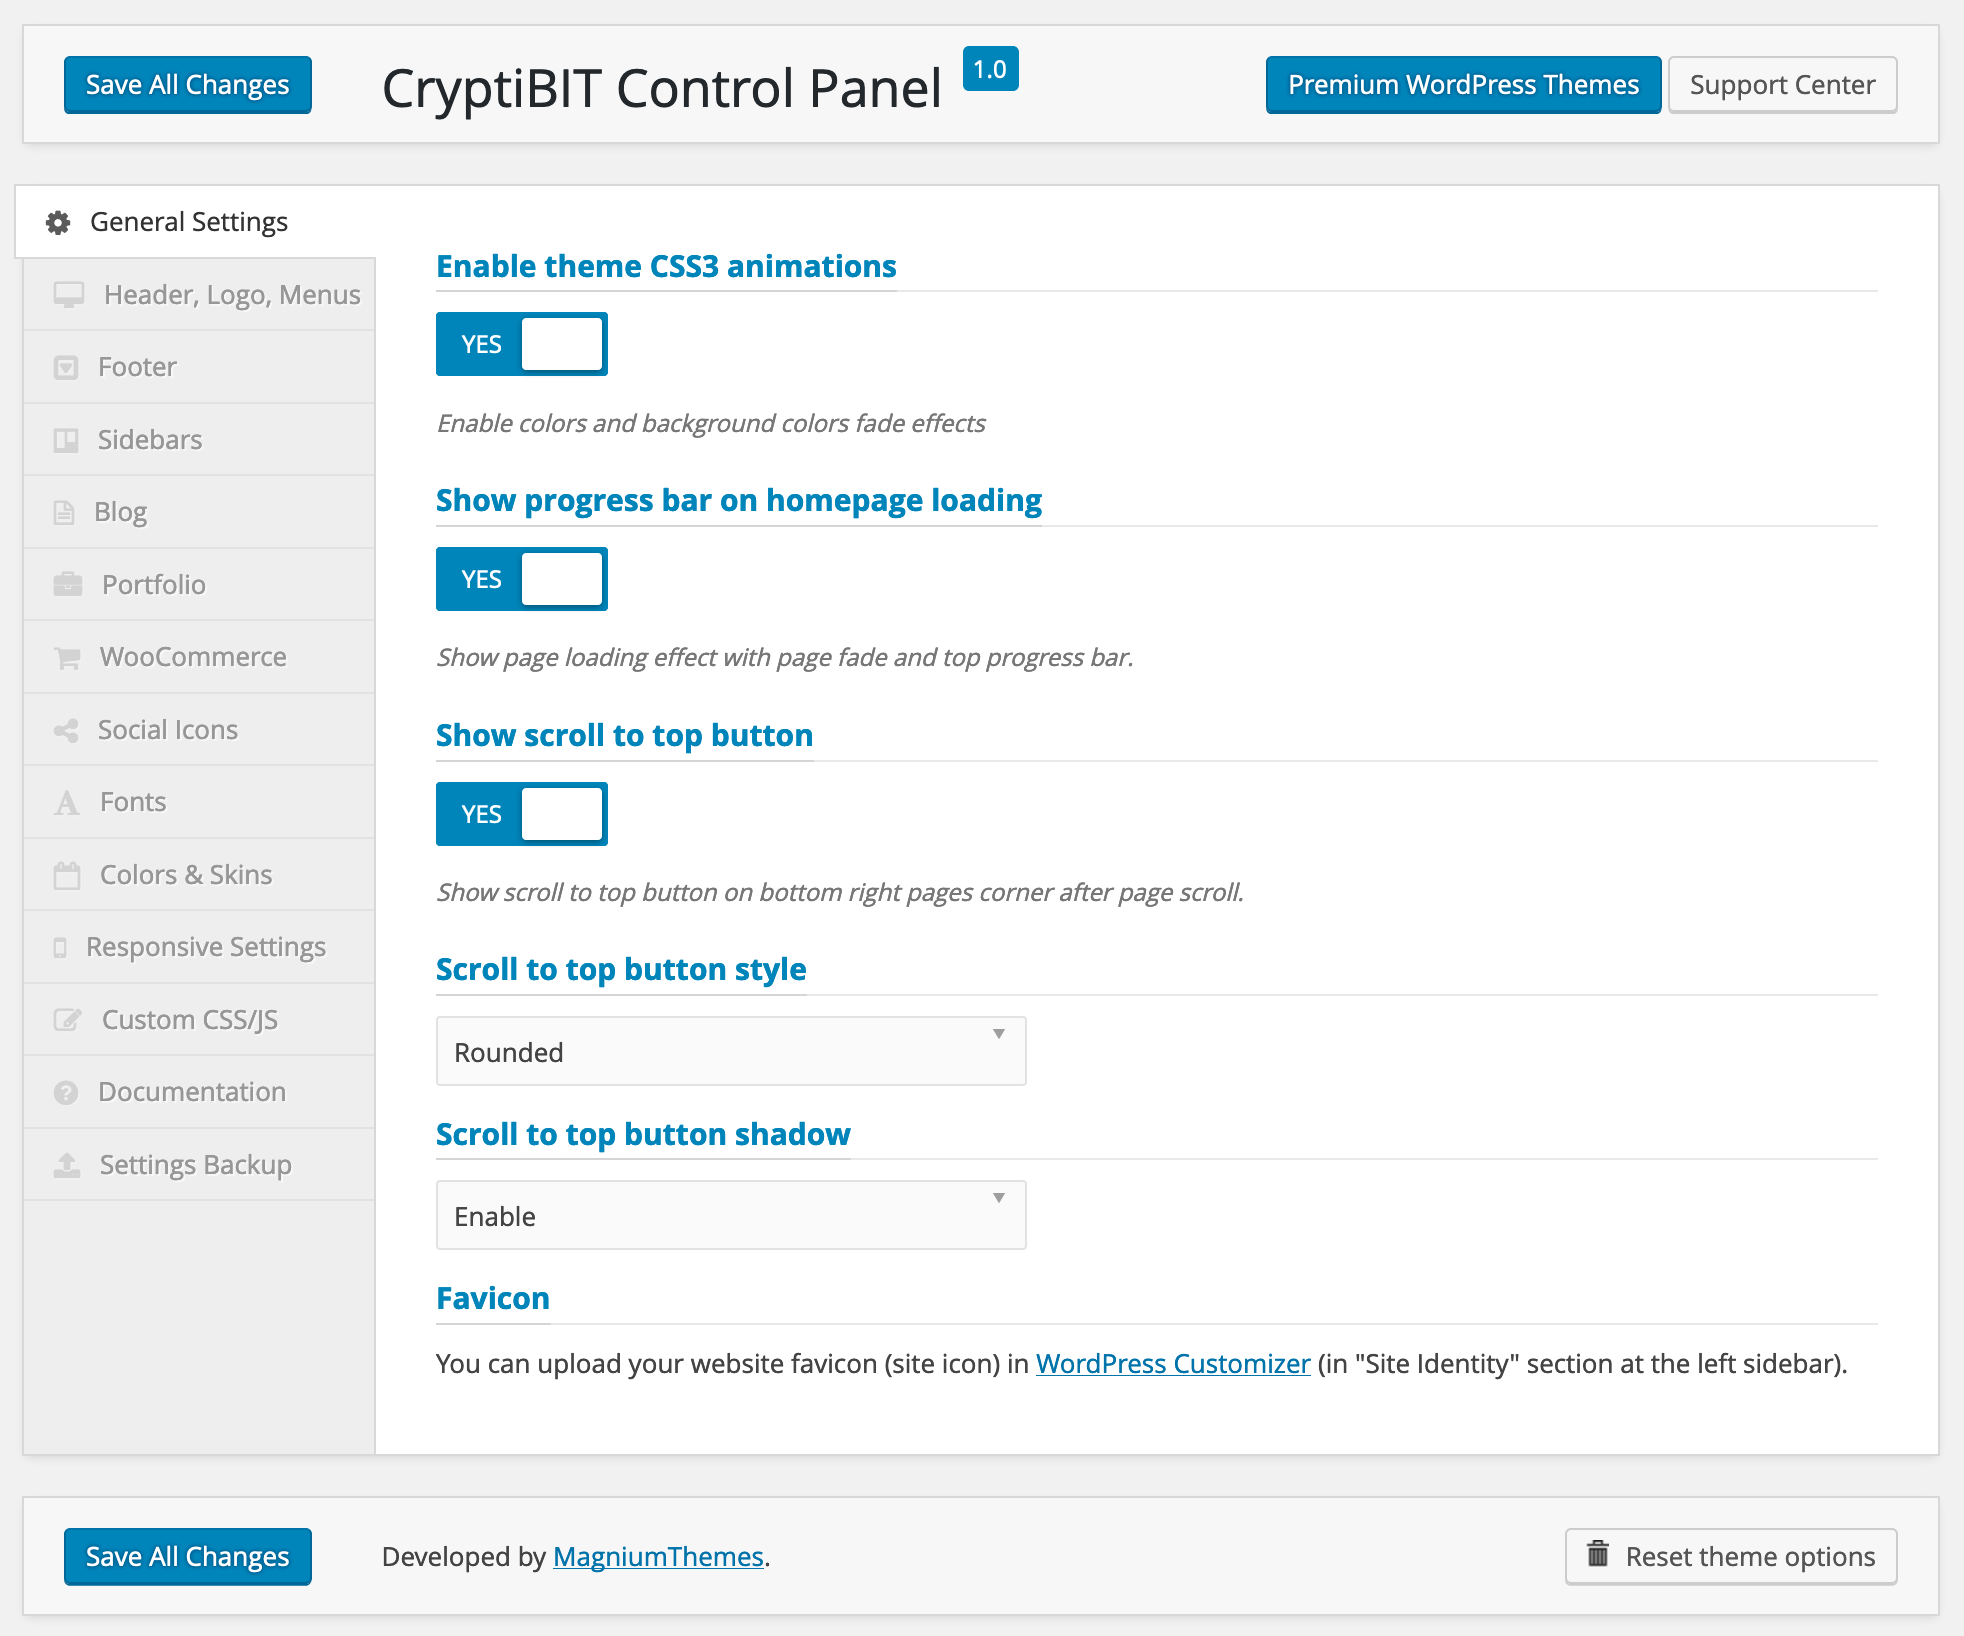 Save All Changes
CryptiBIT Control Panel 1.0
Premium WordPress Themes
Support Center
General Settings
Header, Logo, Menus
Footer
Sidebars
Blog
Portfolio
WooCommerce
Social Icons
Fonts
Colors & Skins
Responsive Settings
Custom CSS/JS
Documentation
Settings Backup
Enable theme CSS3 animations
YES
Enable colors and background colors fade effects
Show progress bar on homepage loading
YES
Show page loading effect with page fade and top progress bar.
Show scroll to top button
YES
Show scroll to top button on bottom right pages corner after page scroll.
Scroll to top button style
Rounded
Scroll to top button shadow
Enable
Favicon
You can upload your website favicon (site icon) in WordPress Customizer (in "Site Identity" section at the left sidebar).
Save All Changes
Developed by MagniumThemes.
Reset theme options